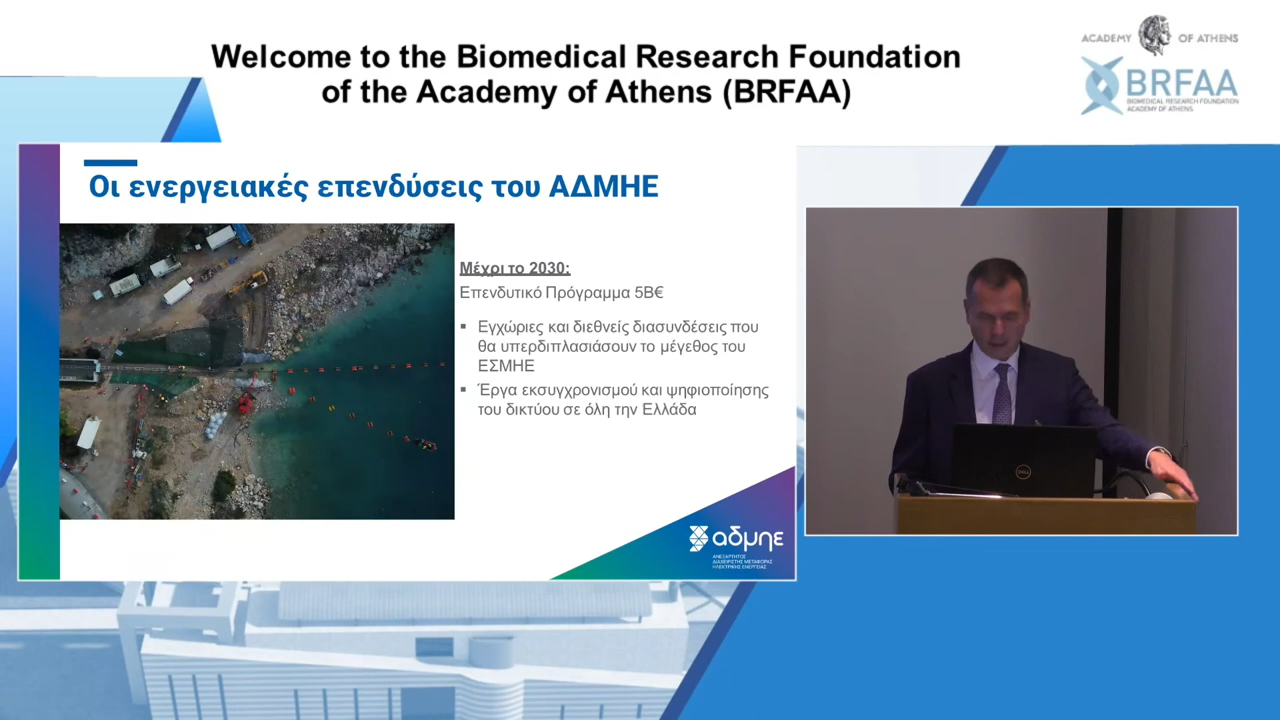 Welcome to the Biomedical Research Foundation
of the Academy of Athens (BRFAA)
ACADEMY OF ATHENS
BRFAA
BIOMEDICAL RESEARCH FOUNDATION
ACADEMY OF ATHENS
Οι ενεργειακές επενδύσεις του ΑΔΜΗΕ
Μέχρι το 2030:
Επενδυτικό Πρόγραμμα 5Β€
▪ Εγχώριες και διεθνείς διασυνδέσεις που
θα υπερδιπλασιάσουν το μέγεθος του
ΕΣΜΗΕ
▪ Έργα εκσυγχρονισμού και ψηφιοποίησης
του δικτύου σε όλη την Ελλάδα
αδμηε
ΑΝΕΞΑΡΤΗΤΟΣ
ΔΙΑΧΕΙΡΙΣΤΗΣ ΜΕΤΑΦΟΡΑΣ
ΗΛΕΚΤΡΙΚΗΣ ΕΝΕΡΓΕΙΑΣ
DELL